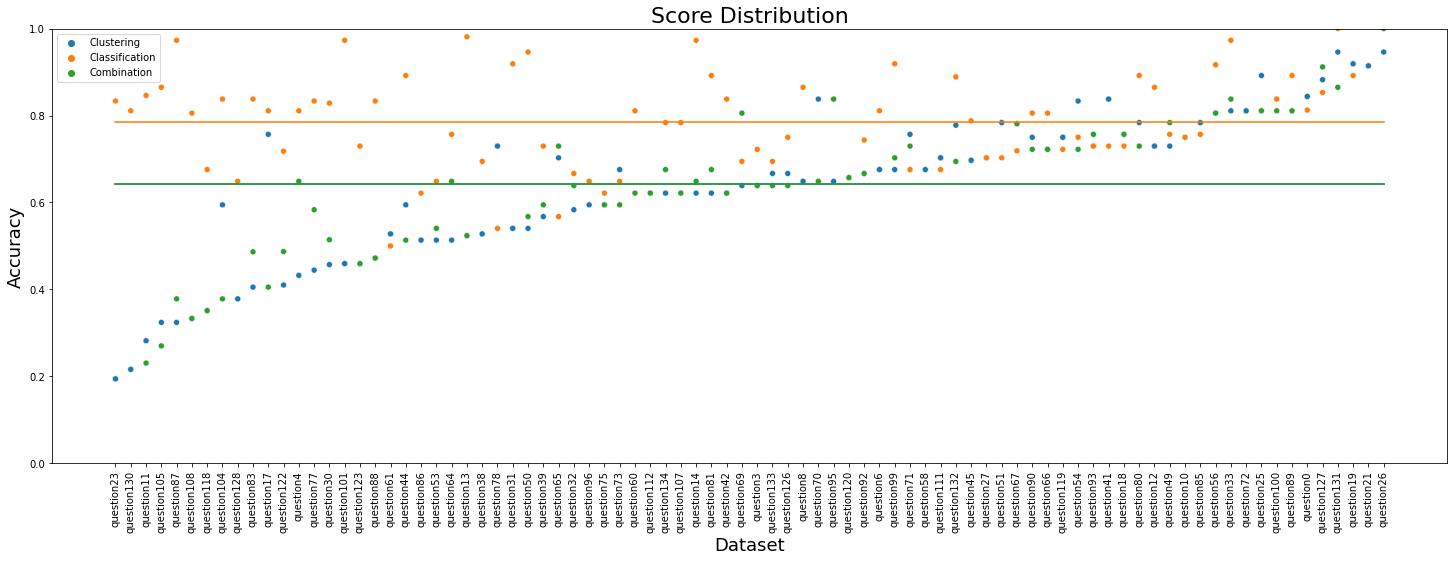 Score Distribution
Clustering
Classification
Combination
Accuracy
1.0
0.8
0.6
0.4
0.2
0.0
question23
question130
question11
question105
question87
question108
question118
question104
question128
question83
question17
question122
question4
question77
question30
question101
question123
question88
question61
question44
question86
question53
question64
question13
question38
question78
question31
question50
question39
question65
question32
question96
question75
question73
question60
question112
question134
question107
question14
question81
question42
question69
question3
question133
question126
question8
question70
question95
question120
question92
question6
question99
question71
question58
question111
question132
question45
question27
question51
question67
question90
question66
question119
question54
question93
question41
question18
question80
question12
question49
question10
question85
question56
question33
question72
question25
question100
question89
question0
question127
question131
question19
question21
question26
Dataset